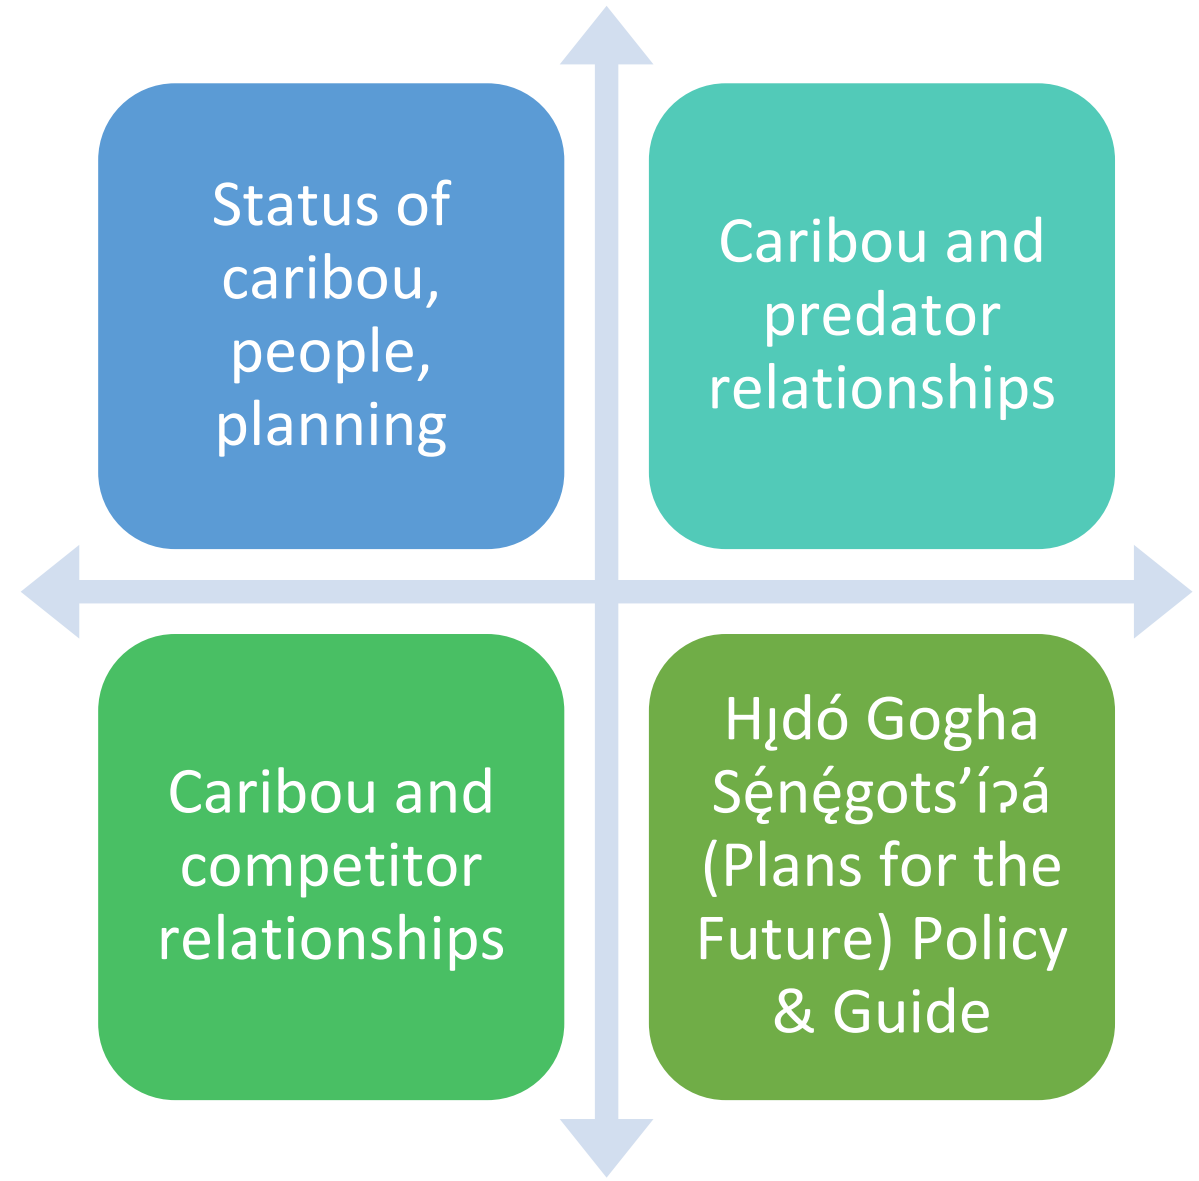 Status of
caribou,
people,
planning
Caribou and
predator
relationships
Caribou and
competitor
relationships
Hı̨dó Gogha
Sę́nę́gots’íɂá
(Plans for the
Future) Policy
& Guide